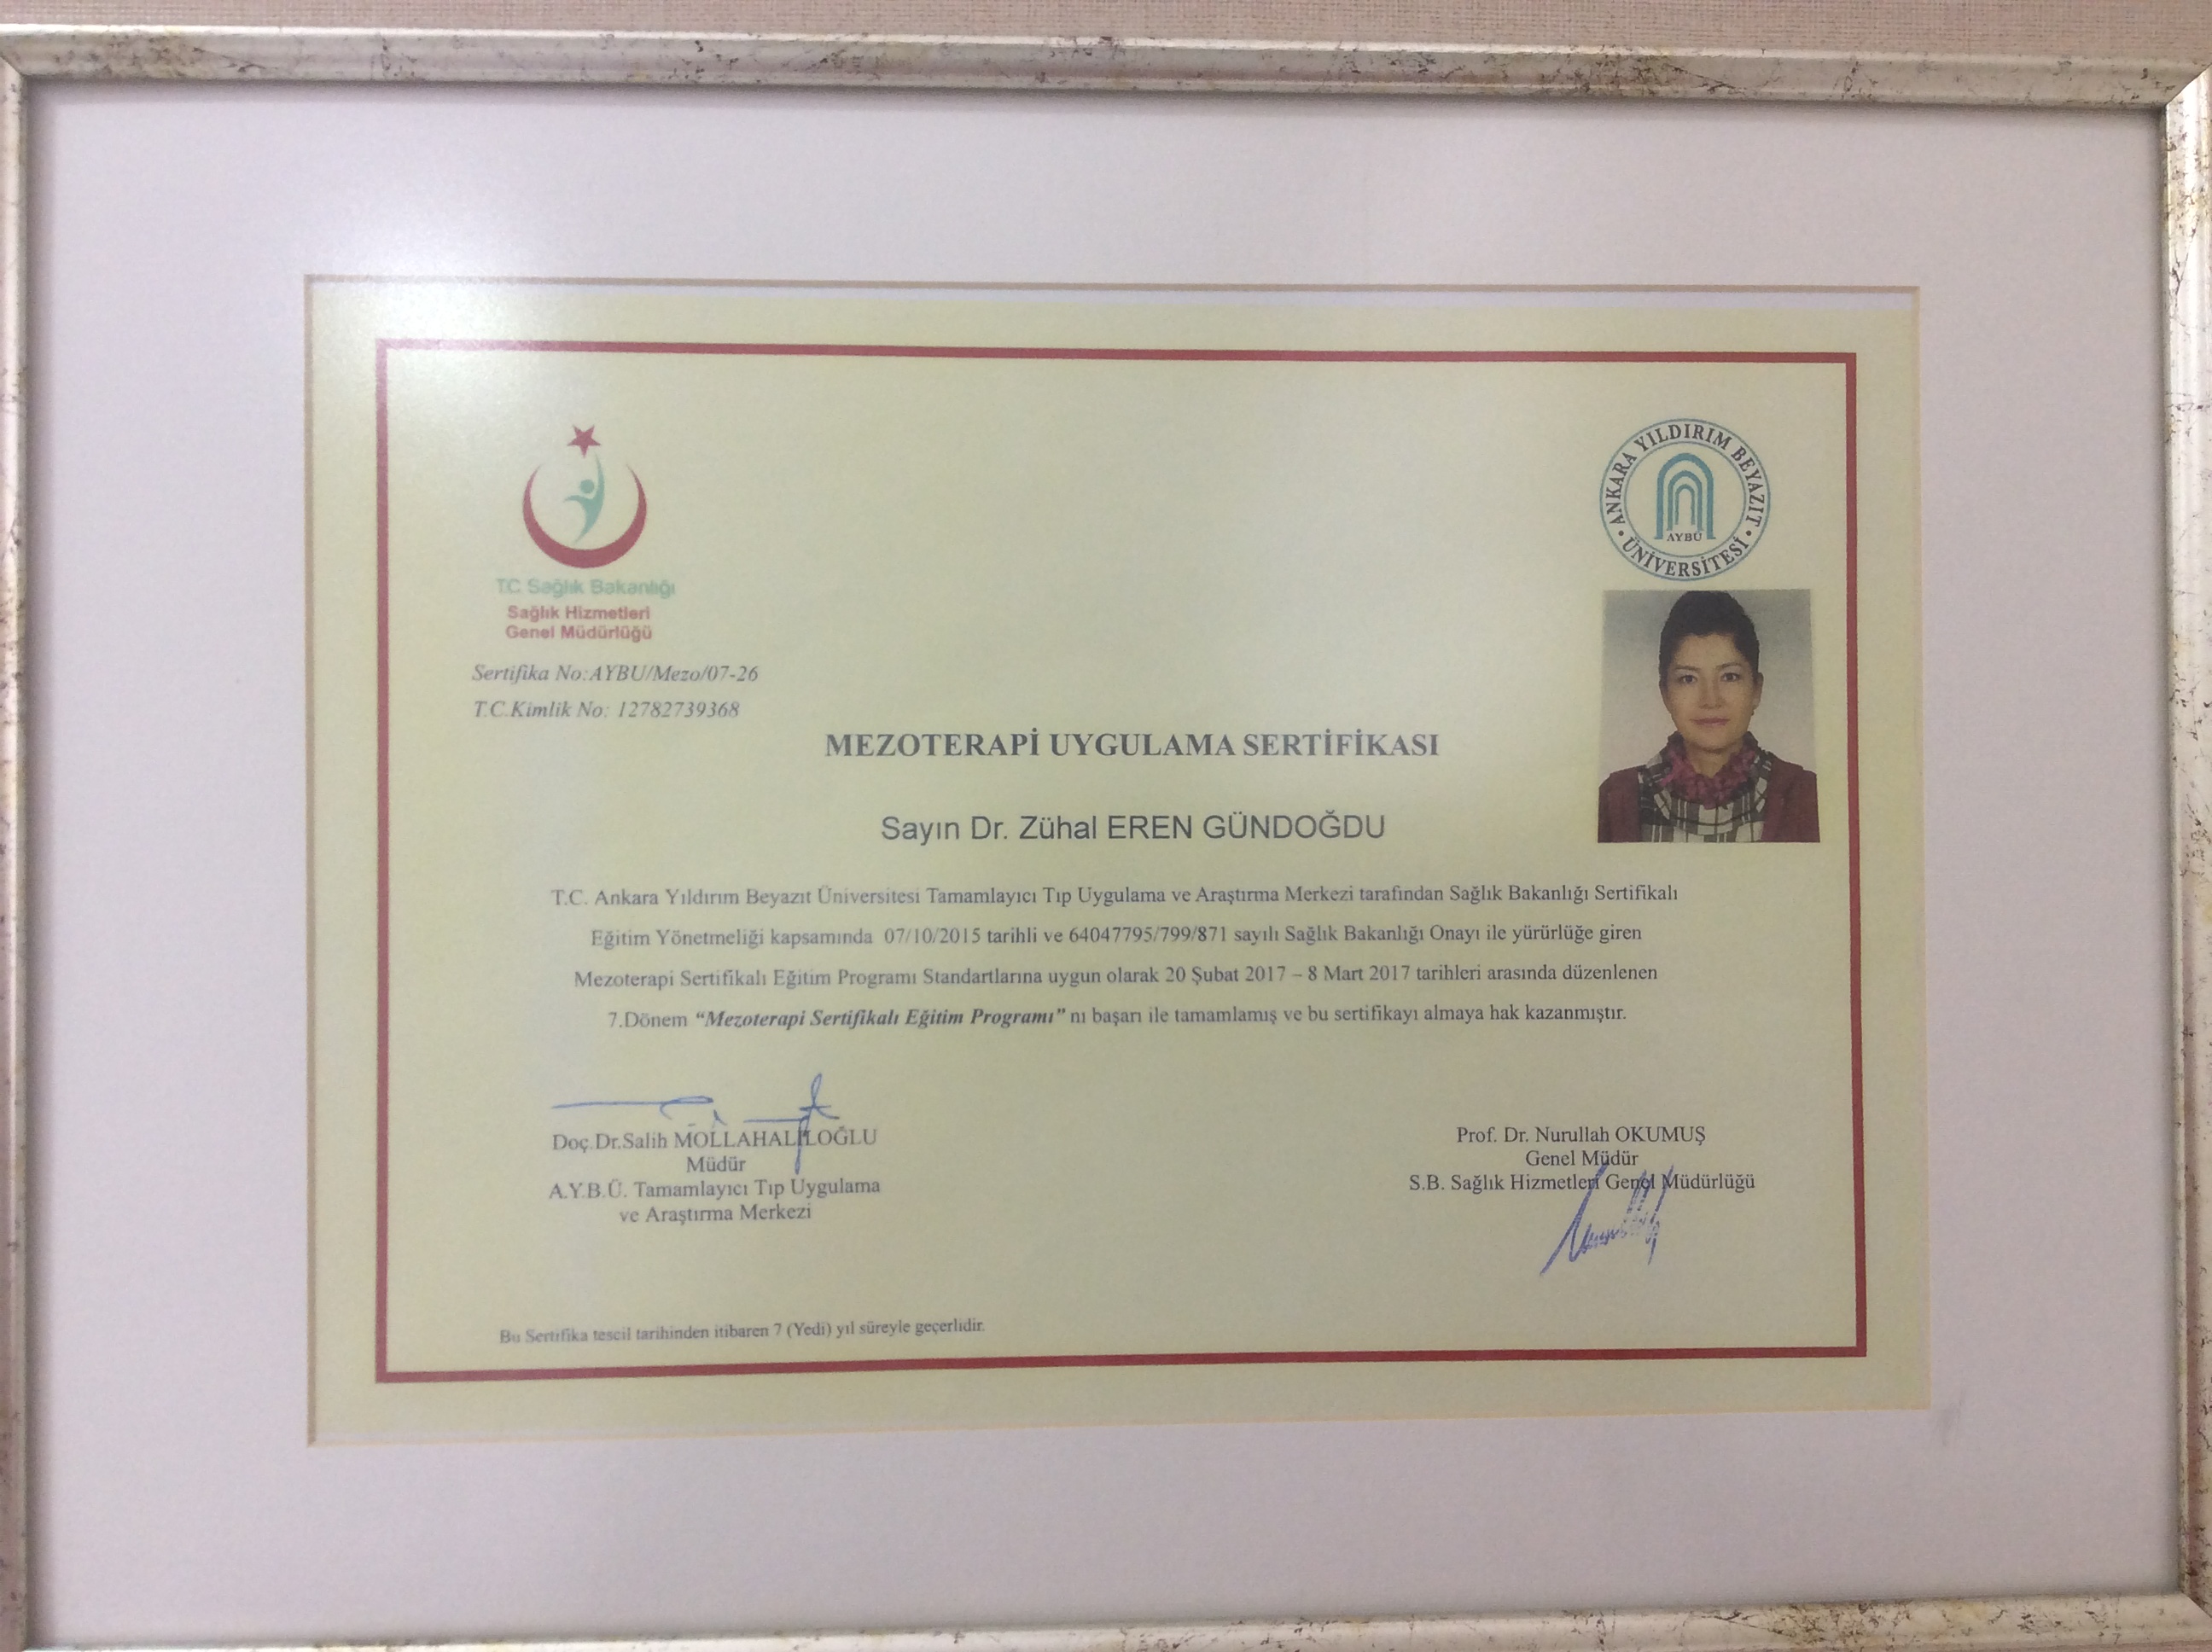 T.C. Sağlık Bakanlığı
Sağlık Hizmetleri
Genel Müdürlüğü
ANKARA YILDIRIM BEYAZIT ÜNİVERSİTESİ
AYBÜ
Sertifika No:AYBU/Mezo/07-26
T.C.Kimlik No: 12782739368
MEZOTERAPİ UYGULAMA SERTİFİKASI
Sayın Dr. Zühal EREN GÜNDOĞDU
T.C. Ankara Yıldırım Beyazıt Üniversitesi Tamamlayıcı Tıp Uygulama ve Araştırma Merkezi tarafından Sağlık Bakanlığı Sertifikalı
Eğitim Yönetmeliği kapsamında 07/10/2015 tarihli ve 64047795/799/871 sayılı Sağlık Bakanlığı Onayı ile yürürlüğe giren
Mezoterapi Sertifikalı Eğitim Programı Standartlarına uygun olarak 20 Şubat 2017 – 8 Mart 2017 tarihleri arasında düzenlenen
7.Dönem “Mezoterapi Sertifikalı Eğitim Programı” nı başarı ile tamamlamış ve bu sertifikayı almaya hak kazanmıştır.
Doç.Dr.Salih MOLLAHALİLOĞLU
Müdür
A.Y.B.Ü. Tamamlayıcı Tıp Uygulama
ve Araştırma Merkezi
Prof. Dr. Nurullah OKUMUŞ
Genel Müdür
S.B. Sağlık Hizmetleri Genel Müdürlüğü
Bu Sertifika tescil tarihinden itibaren 7 (Yedi) yıl süreyle geçerlidir.